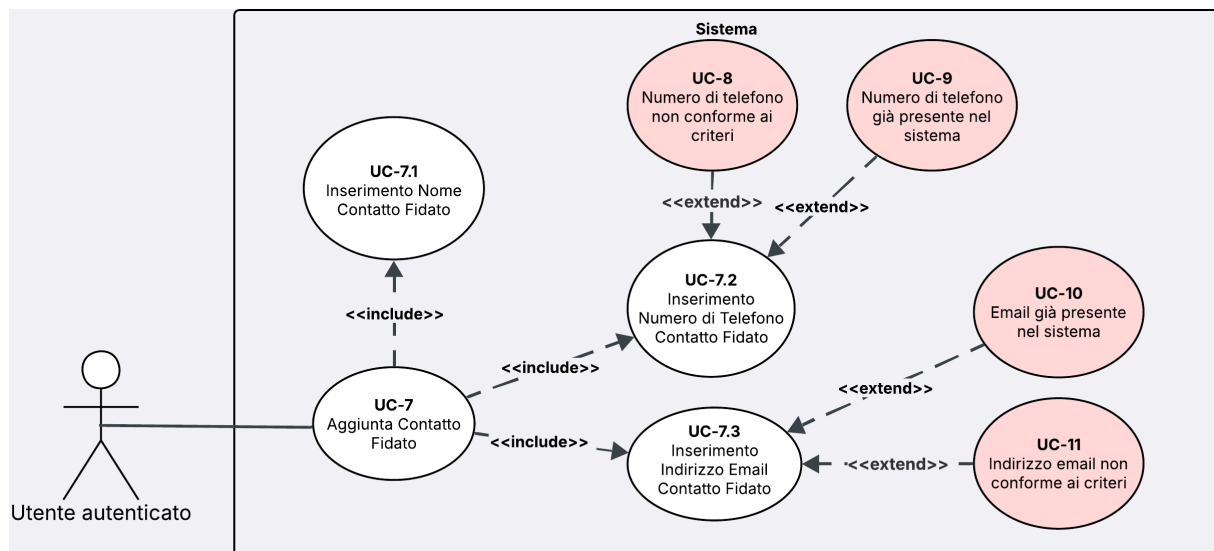 Sistema
UC-8
Numero di telefono
non conforme ai
criteri
UC-9
Numero di telefono
già presente nel
sistema
UC-7.1
Inserimento Nome
Contatto Fidato
<<extend>>
<<extend>>
UC-7.2
Inserimento
Numero di Telefono
Contatto Fidato
UC-10
Email già presente
nel sistema
<<include>>
<<include>>
<<extend>>
UC-7
Aggiunta Contatto
Fidato
<<include>>
UC-7.3
Inserimento
Indirizzo Email
Contatto Fidato
<<extend>>
UC-11
Indirizzo email non
conforme ai criteri
Utente autenticato